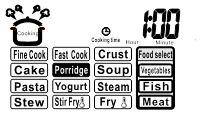 Cooking
1:00
Cooking time Hour Minute
Fine Cook Fast Cook Crust Food select
Cake Porridge Soup Vegetables
Pasta Yogurt Steam Fish
Stew Stir Fry Fry Meat